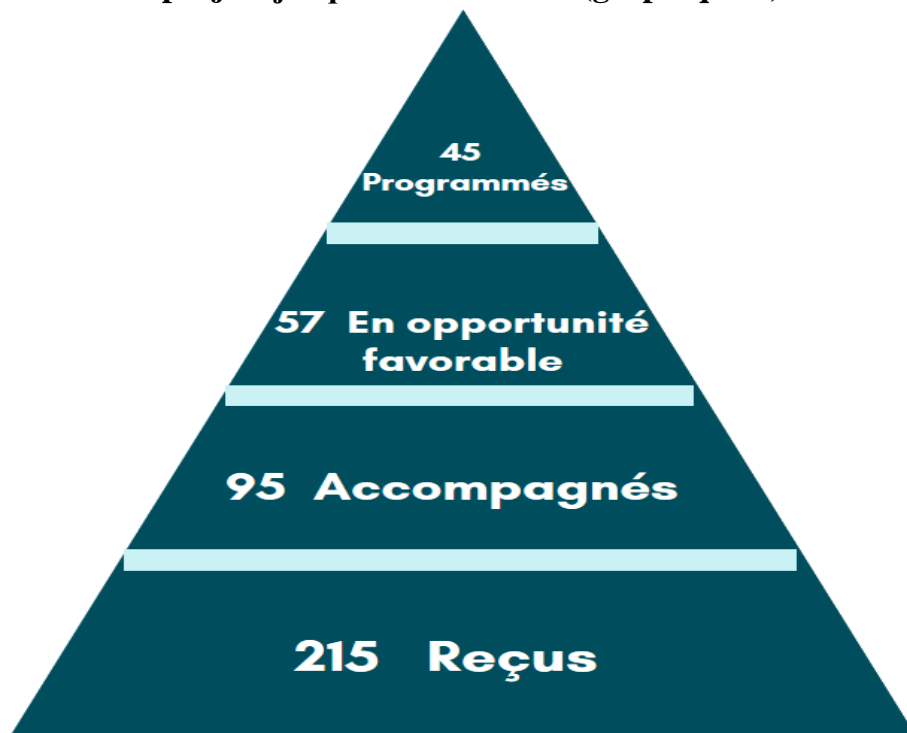 45
Programmés
57 En opportunité
favorable
95 Accompagnés
215 Reçus